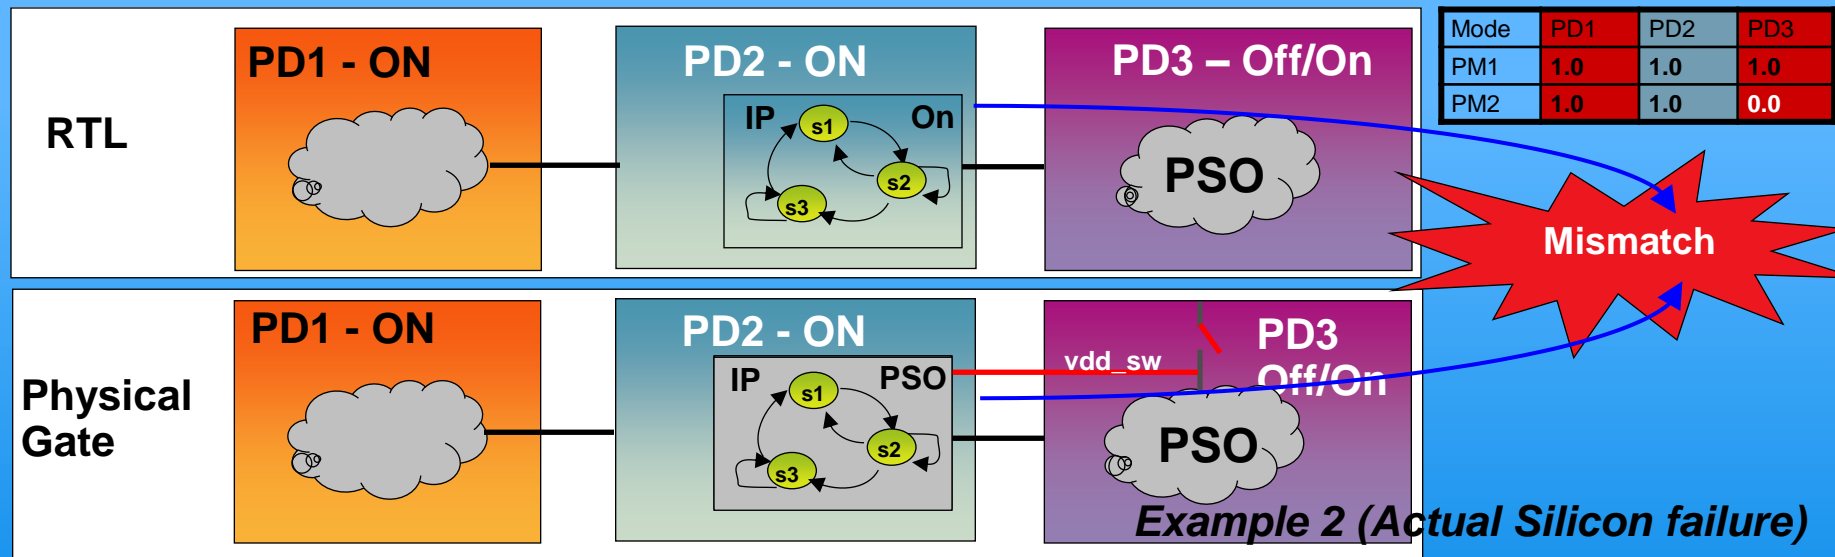 RTL
PD1 - ON
PD2 - ON
IP
On
s1
s2
s3
PD3 – Off/On
PSO
Mode PD1 PD2 PD3
PM1 1.0 1.0 1.0
PM2 1.0 1.0 0.0
Mismatch
Physical
Gate
PD1 - ON
PD2 - ON
IP
PSO
s1
s2
s3
vdd_sw
PD3
Off/On
PSO
Example 2 (Actual Silicon failure)